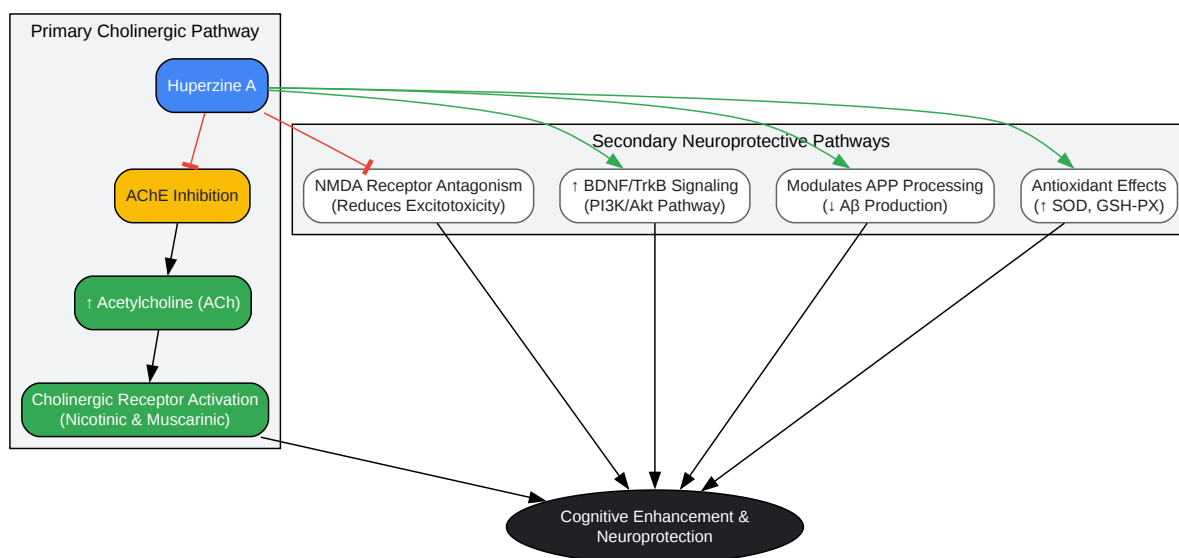 Primary Cholinergic Pathway
Huperzine A
Secondary Neuroprotective Pathways
AChE Inhibition
NMDA Receptor Antagonism
(Reduces Excitotoxicity)
↑ BDNF/TrkB Signaling
(PI3K/Akt Pathway)
Modulates APP Processing
(↓ Aβ Production)
Antioxidant Effects
(↑ SOD, GSH-PX)
↑ Acetylcholine (ACh)
Cholinergic Receptor Activation
(Nicotinic & Muscarinic)
Cognitive Enhancement &
Neuroprotection